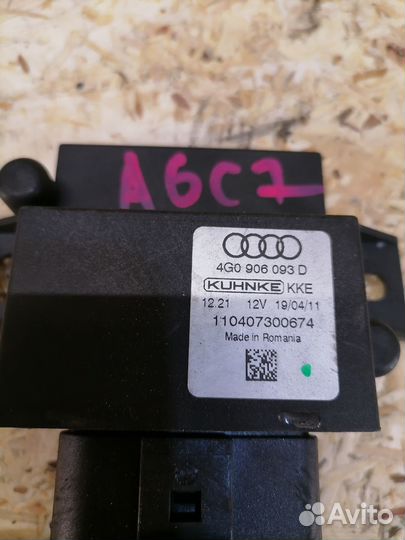 A6C7
4G0 906 093 D
KUHNKE KKE
12.21 12V 19/04/11
110407300674
Made in Romania
Avito